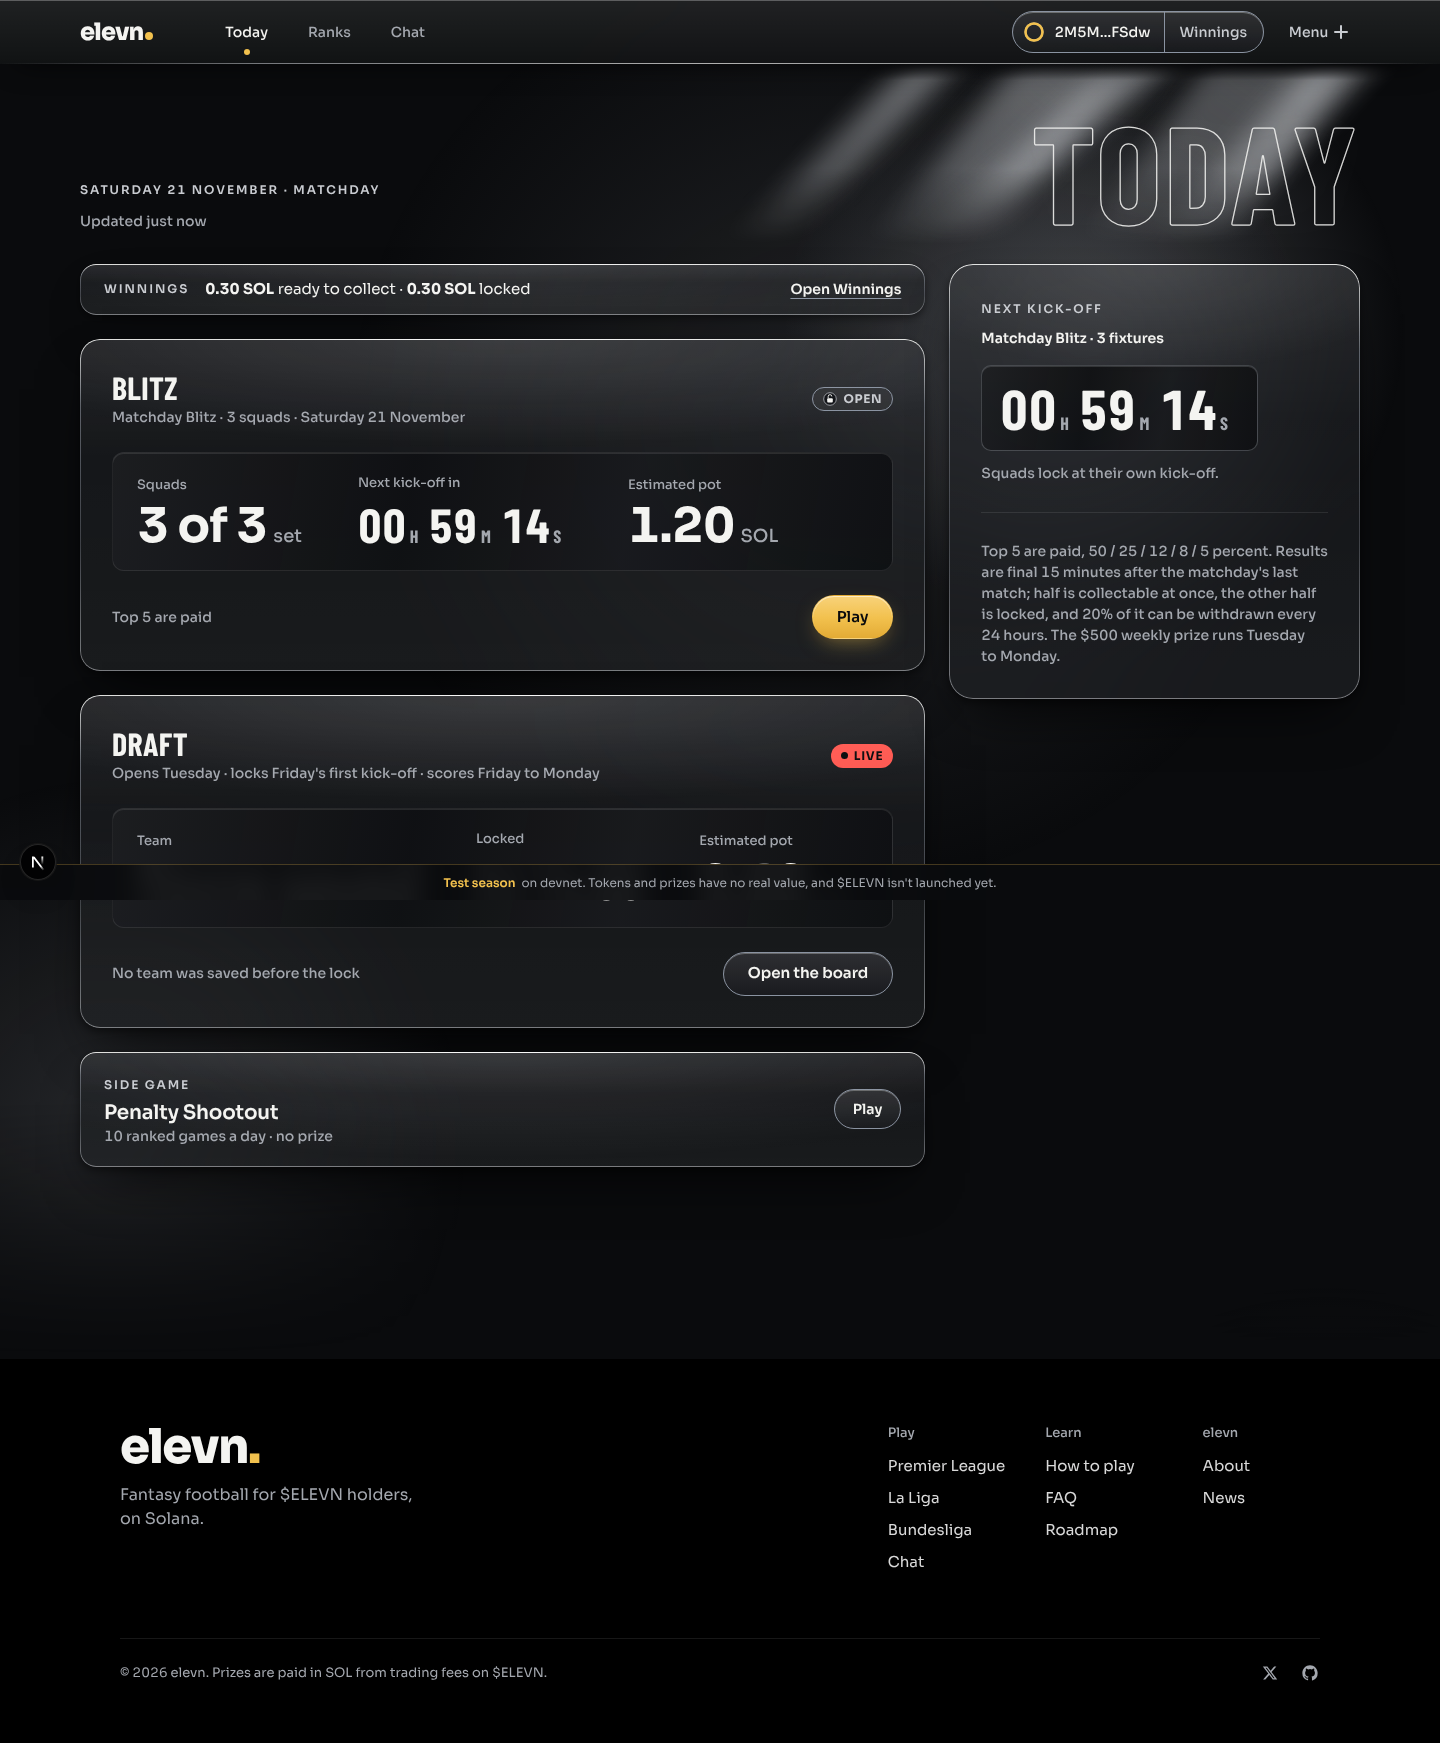 elevn.
Today
Ranks
Chat
2M5M...FSdw
Winnings
Menu
TODAY
SATURDAY 21 NOVEMBER · MATCHDAY
Updated just now
WINNINGS 0.30 SOL ready to collect · 0.30 SOL locked
Open Winnings
BLITZ
Matchday Blitz · 3 squads · Saturday 21 November
OPEN
Squads
3 of 3 set
Next kick-off in
00 H 59 M 14 S
Estimated pot
1.20 SOL
Top 5 are paid
Play
NEXT KICK-OFF
Matchday Blitz · 3 fixtures
00 H 59 M 14 S
Squads lock at their own kick-off.
Top 5 are paid, 50 / 25 / 12 / 8 / 5 percent. Results
are final 15 minutes after the matchday's last
match; half is collectable at once, the other half
is locked, and 20% of it can be withdrawn every
24 hours. The $500 weekly prize runs Tuesday
to Monday.
DRAFT
Opens Tuesday · locks Friday's first kick-off · scores Friday to Monday
LIVE
Team
Locked
Estimated pot
N
Test season on devnet. Tokens and prizes have no real value, and $ELEVN isn't launched yet.
No team was saved before the lock
Open the board
SIDE GAME
Penalty Shootout
10 ranked games a day · no prize
Play
elevn.
Fantasy football for $ELEVN holders,
on Solana.
Play
Premier League
La Liga
Bundesliga
Chat
Learn
How to play
FAQ
Roadmap
elevn
About
News
© 2026 elevn. Prizes are paid in SOL from trading fees on $ELEVN.